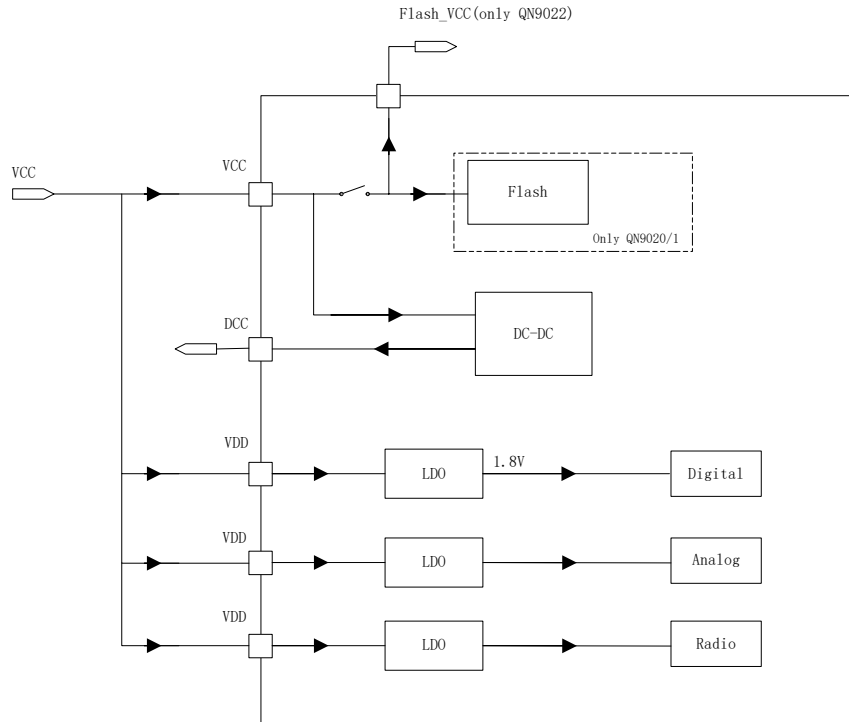 Flash_VCC(only QN9022)
VCC
VCC
Flash
Only QN9020/1
DCC
DC-DC
VDD
LDO
1.8V
Digital
VDD
LDO
Analog
VDD
LDO
Radio